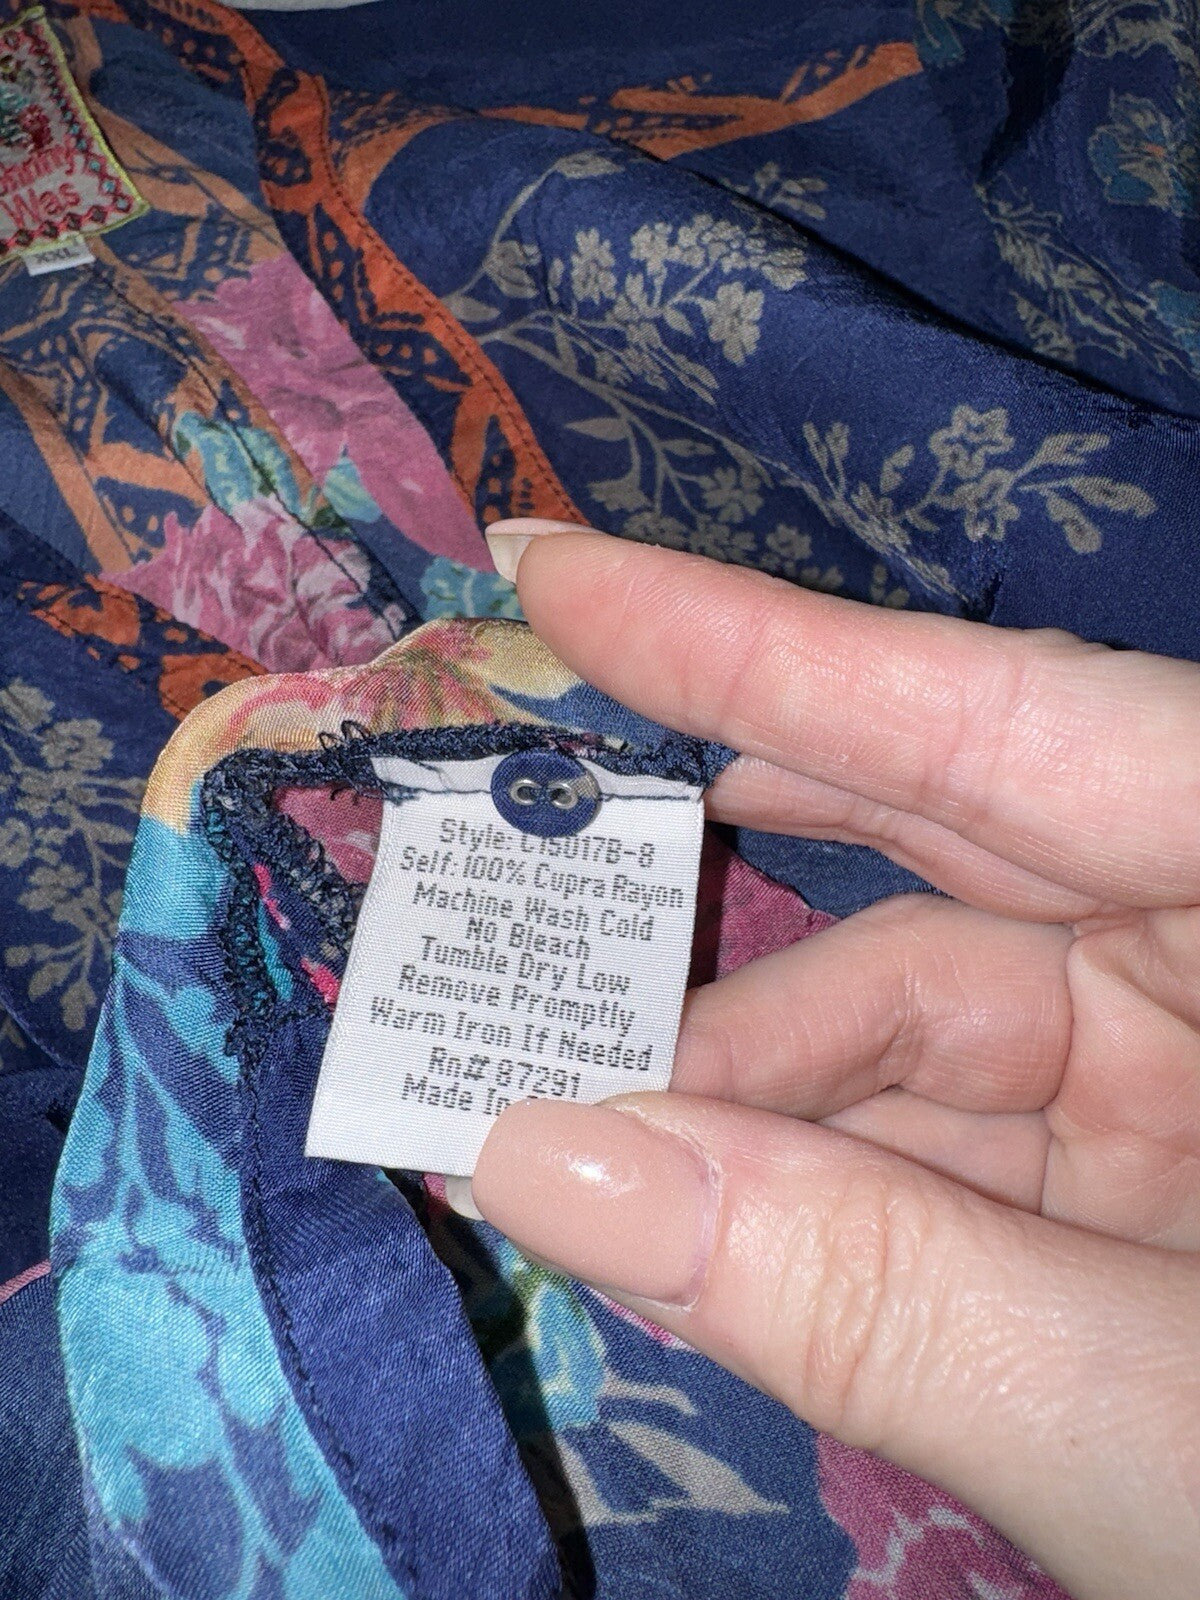 Was
XXL
Style: C15017B-8
Self:100% Cupra Rayon
Machine Wash Cold
No Bleach
Tumble Dry Low
Remove Promptly
Warm Iron If Needed
Rn# 87291
Made In